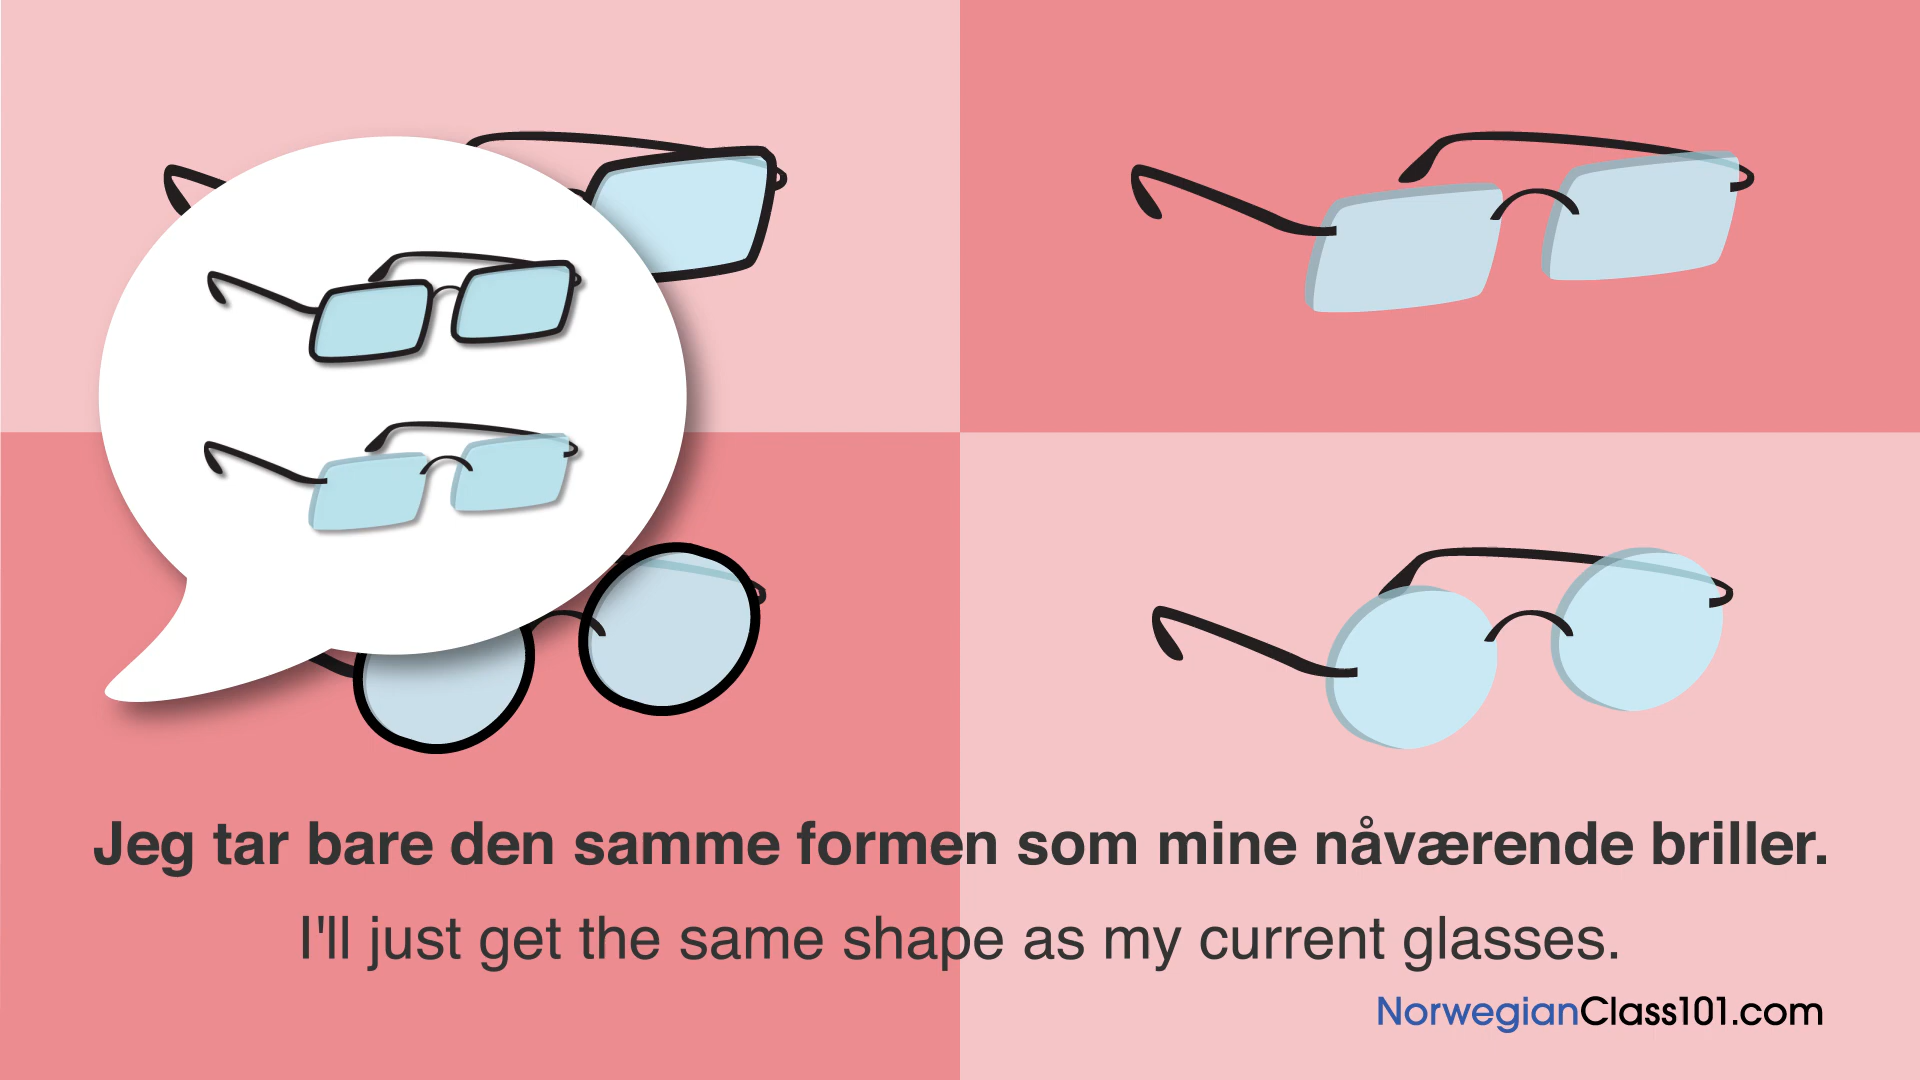 Jeg tar bare den samme formen som mine nåværende briller.
I'll just get the same shape as my current glasses.
NorwegianClass101.com